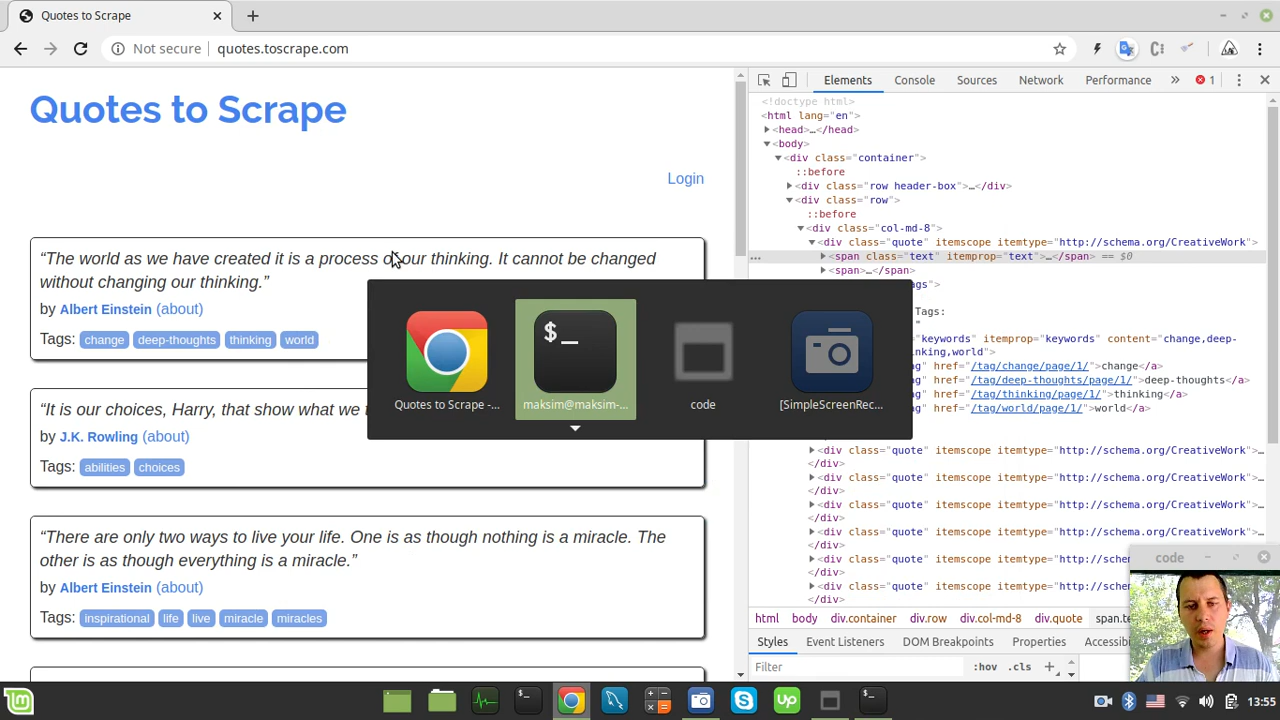 Quotes to Scrape
Not secure | quotes.toscrape.com
Quotes to Scrape
Login
“The world as we have created it is a process of our thinking. It cannot be changed
without changing our thinking.”
by Albert Einstein (about)
Tags: change deep-thoughts thinking world
“It is our choices, Harry, that show what we
by J.K. Rowling (about)
Tags: abilities choices
“There are only two ways to live your life. One is as though nothing is a miracle. The
other is as though everything is a miracle.”
by Albert Einstein (about)
Tags: inspirational life live miracle miracles
Quotes to Scrape -...
$_
maksim@maksim-...
code
[SimpleScreenRec...
Elements Console Sources Network Performance » 1
<!doctype html>
<html lang="en">
<head>…</head>
<body>
<div class="container">
::before
<div class="row header-box">…</div>
<div class="row">
::before
<div class="col-md-8">
<div class="quote" itemscope itemtype="http://schema.org/CreativeWork">
<span class="text" itemprop="text">…</span> == $0
<span>…</span>
ags">
Tags:
"
"keywords" itemprop="keywords" content="change,deep-
nking,world">
" href="/tag/change/page/1/">change</a>
" href="/tag/deep-thoughts/page/1/">deep-thoughts</a>
" href="/tag/thinking/page/1/">thinking</a>
" href="/tag/world/page/1/">world</a>
<div class="quote" itemscope itemtype="http://schema.org/CreativeWork">…
</div>
<div class="quote" itemscope itemtype="http://schema.org/CreativeWork">…
</div>
<div class="quote" itemscope itemtype="http://schema.org/CreativeWork">…
</div>
<div class="quote" itemscope itemtype="http://schema.org/CreativeWork">…
</div>
<div class="quote" itemscope itemtype="http:/
</div>
<div class="quote" itemscope itemtype="http:/
</div>
code
html body div.container div.row div.col-md-8 div.quote span.te
Styles Event Listeners DOM Breakpoints Properties Accessibi
Filter :hov .cls +
13:55